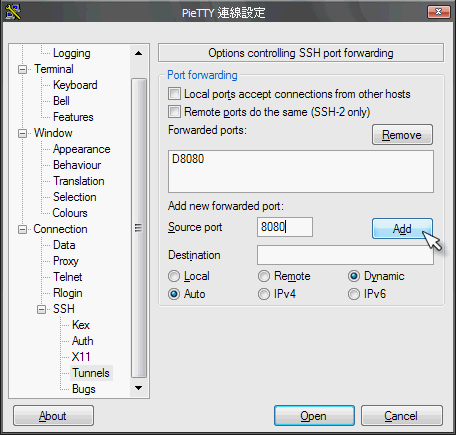 PieTTY 連線設定
Logging
Terminal
Keyboard
Bell
Features
Window
Appearance
Behaviour
Translation
Selection
Colours
Connection
Data
Proxy
Telnet
Rlogin
SSH
Kex
Auth
X11
Tunnels
Bugs
Options controlling SSH port forwarding
Port forwarding
Local ports accept connections from other hosts
Remote ports do the same (SSH-2 only)
Forwarded ports:
Remove
D8080
Add new forwarded port:
Source port 8080 Add
Destination
Local Remote Dynamic
Auto IPv4 IPv6
About Open Cancel